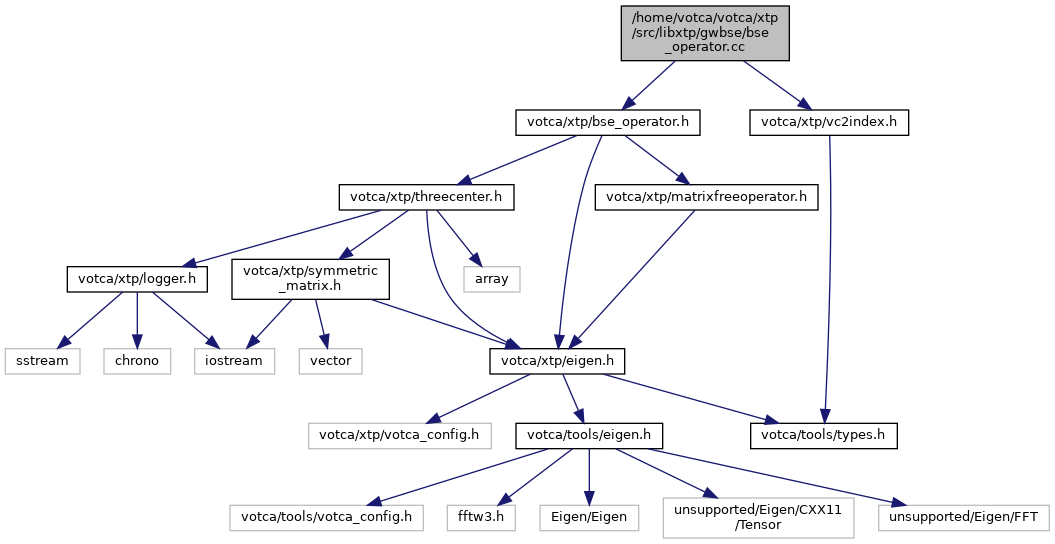 /home/votca/votca/xtp
/src/libxtp/gwbse/bse
_operator.cc
votca/xtp/bse_operator.h
votca/xtp/vc2index.h
votca/xtp/threecenter.h
votca/xtp/matrixfreeoperator.h
votca/xtp/logger.h
votca/xtp/symmetric
_matrix.h
array
sstream
chrono
iostream
vector
votca/xtp/eigen.h
votca/xtp/votca_config.h
votca/tools/eigen.h
votca/tools/types.h
votca/tools/votca_config.h
fftw3.h
Eigen/Eigen
unsupported/Eigen/CXX11
/Tensor
unsupported/Eigen/FFT